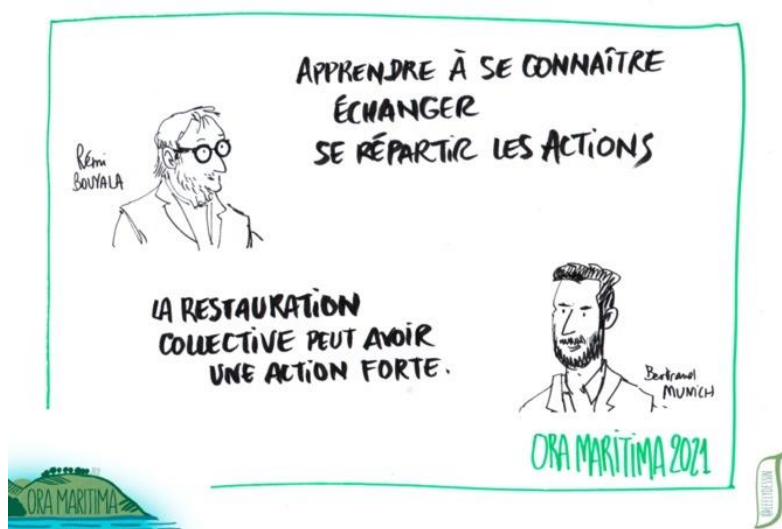 APPRENDRE À SE CONNAÎTRE
ÉCHANGER
SE RÉPARTIR LES ACTIONS
Rémi
BOUYALA
LA RESTAURATION
COLLECTIVE PEUT AVOIR
UNE ACTION FORTE.
Bertrand
MUNICH
ORA MARITIMA 2021
ORA MARITIMA